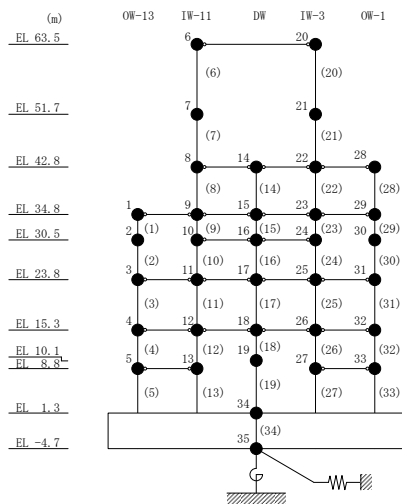 (m) OW-13 IW-11 DW IW-3 OW-1
EL 63.5 6 20
(6) (20)
EL 51.7 7 21
(7) (21)
EL 42.8 8 14 22 28
(8) (14) (22) (28)
EL 34.8 1 9 15 23 29
(1) (9) (15) (23) (29)
EL 30.5 2 10 16 24 30
(2) (10) (16) (24) (30)
EL 23.8 3 11 17 25 31
(3) (11) (17) (25) (31)
EL 15.3 4 12 18 26 32
(4) (12) (18) (26) (32)
EL 10.1 19
EL 8.8 5 13 27 33
(5) (13) (19) (27) (33)
EL 1.3 34
(34)
EL -4.7 35